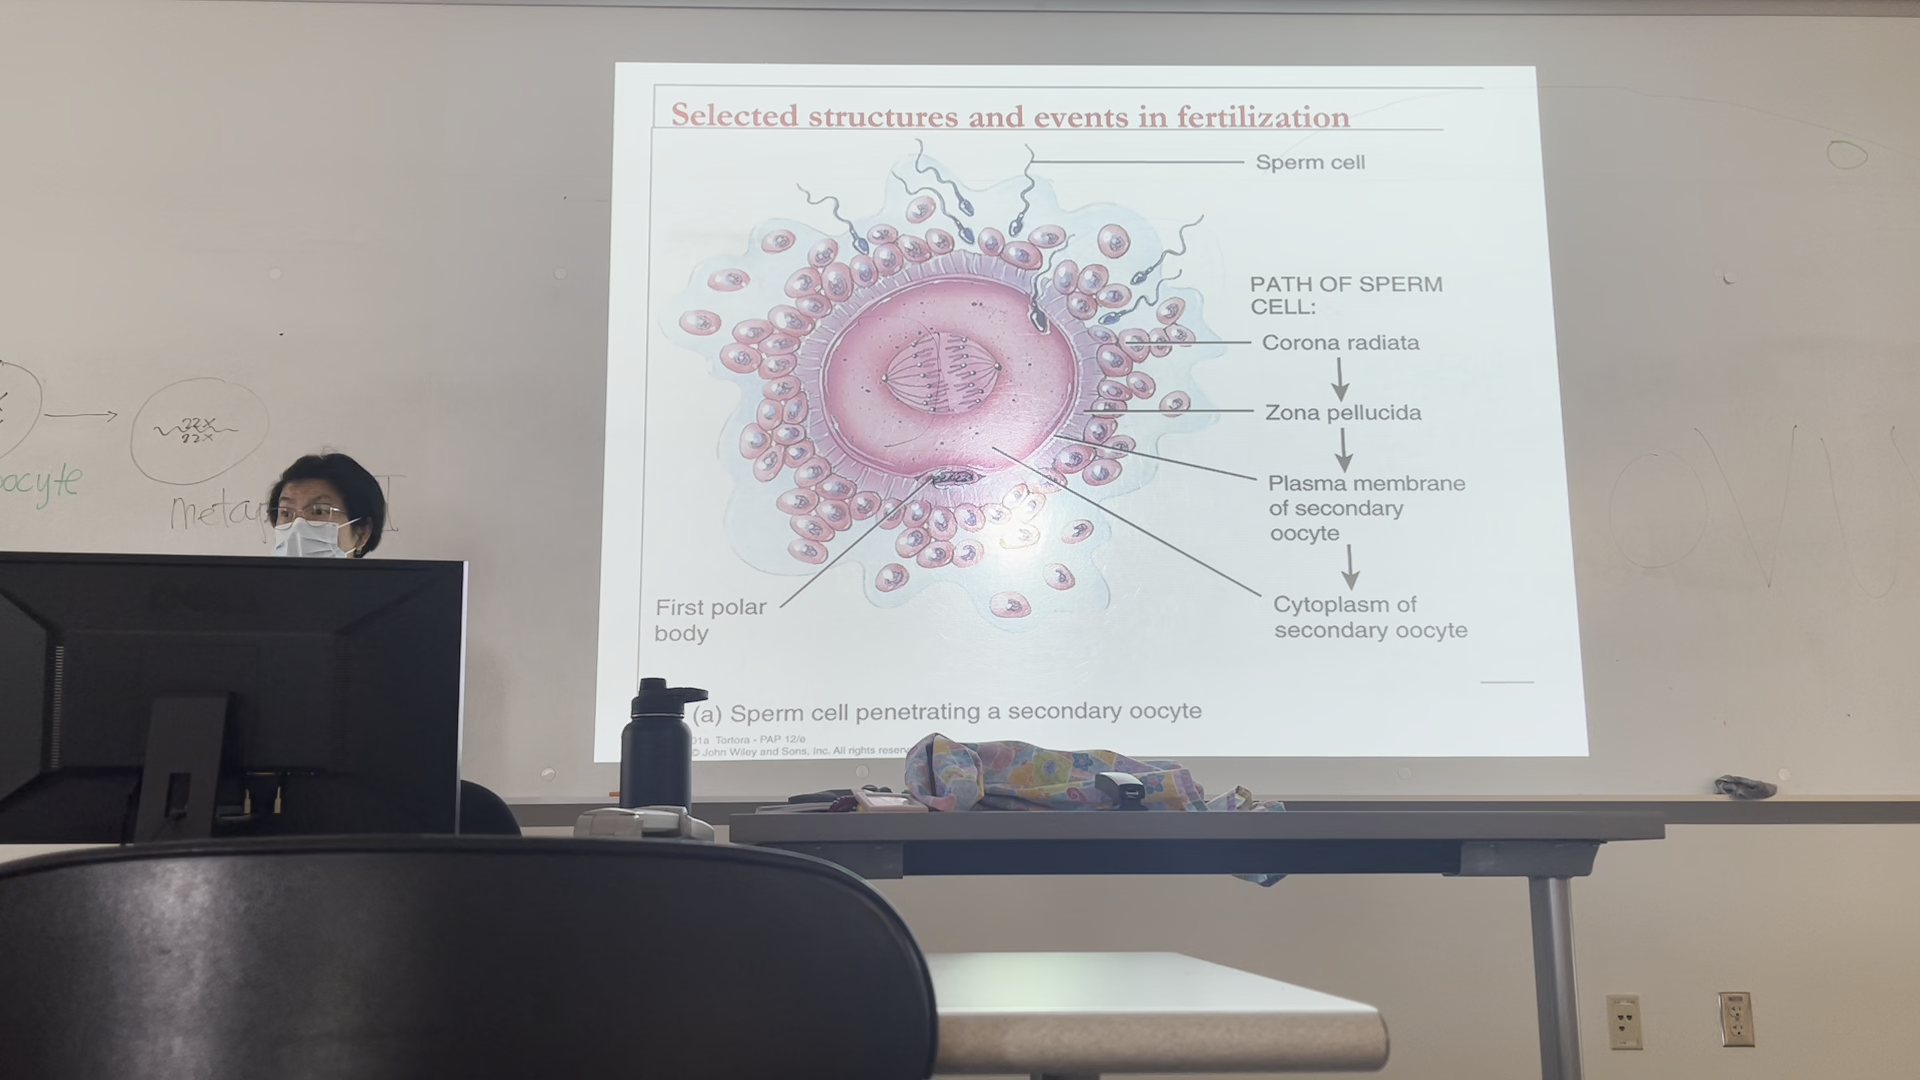 Selected structures and events in fertilization
Sperm cell
PATH OF SPERM
CELL:
Corona radiata
Zona pellucida
Plasma membrane
of secondary
oocyte
Cytoplasm of
secondary oocyte
First polar
body
(a) Sperm cell penetrating a secondary oocyte
01a Tortora - PAP 12/e
© John Wiley and Sons, Inc. All rights
22X
22X